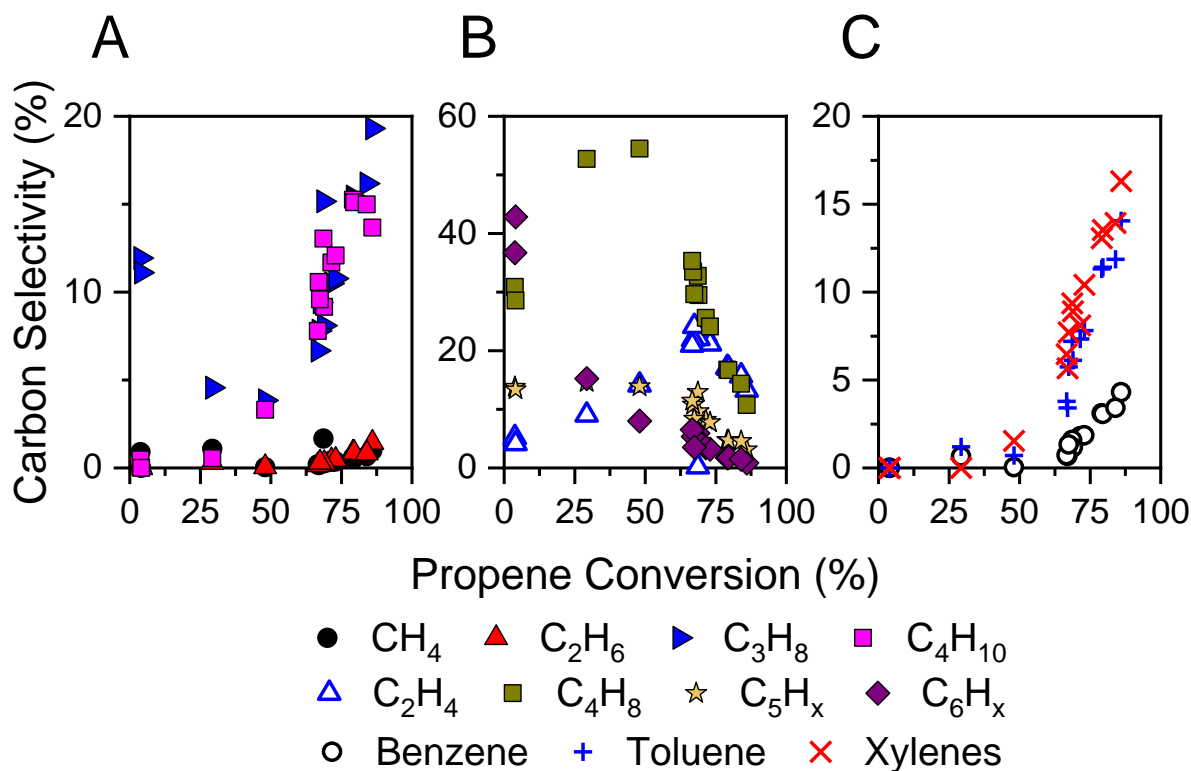 A B C
20 60 20
15
40
10 10
20
5
0 0 0
0 25 50 75 100 0 25 50 75 100 0 25 50 75 100
Carbon Selectivity (%)
Propene Conversion (%)
CH₄ C₂H₆ C₃H₈ C₄H₁₀
C₂H₄ C₄H₈ C₅Hₓ C₆Hₓ
Benzene Toluene Xylenes